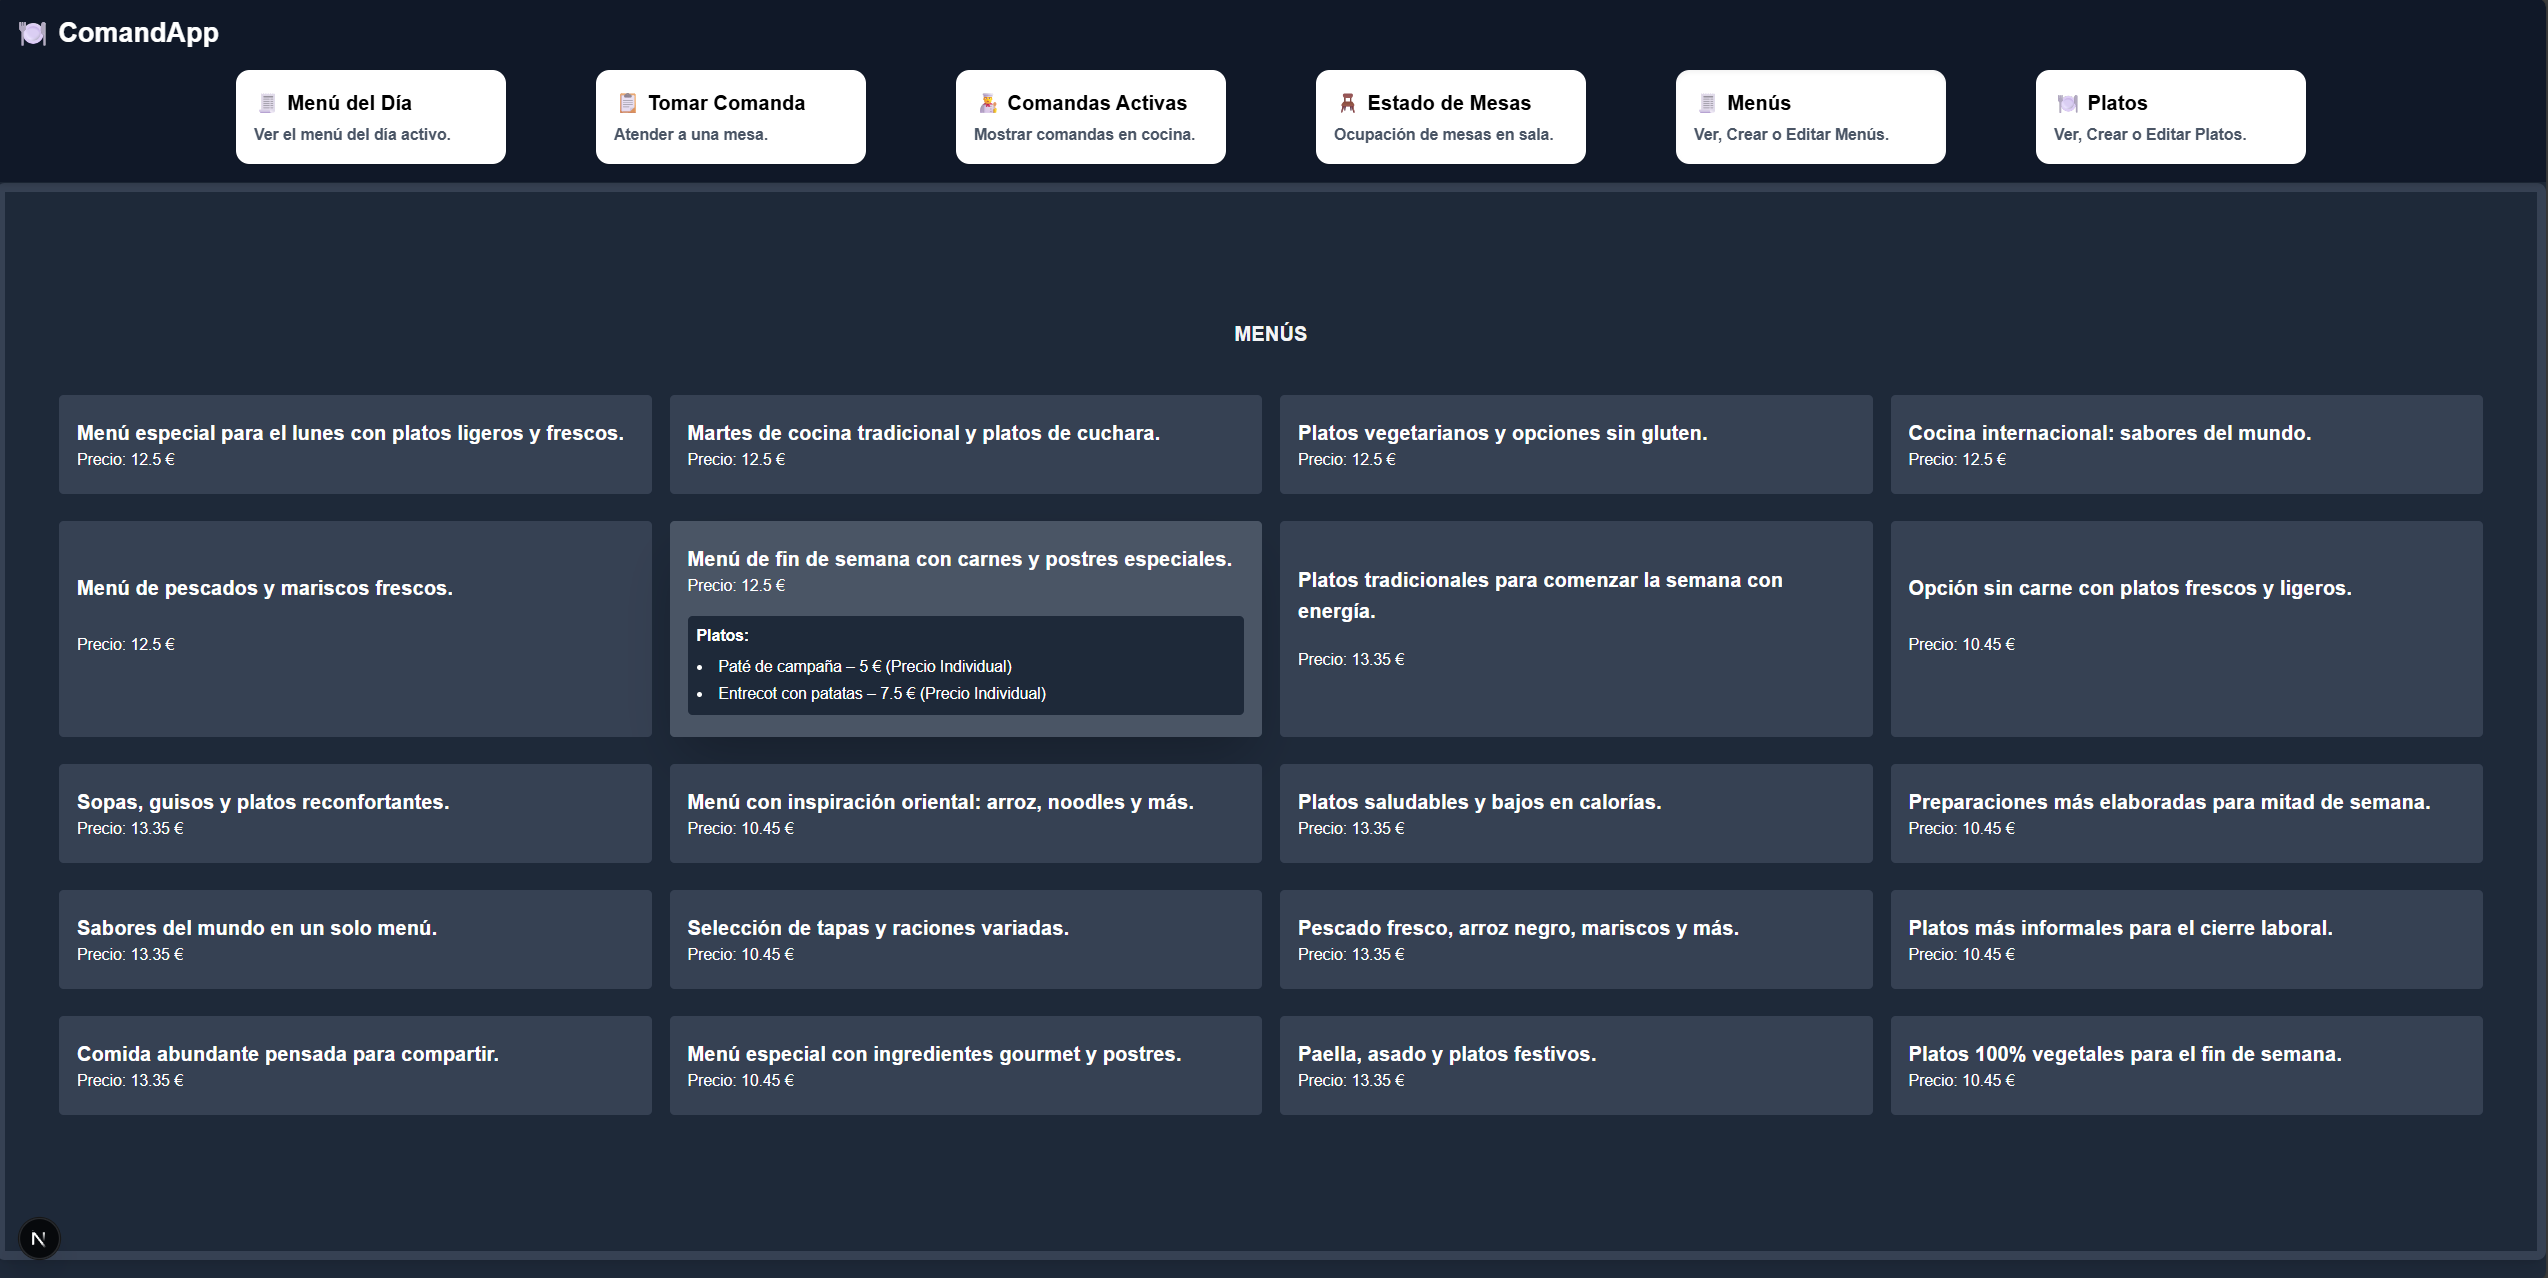 ComandApp
Menú del Día
Ver el menú del día activo.
Tomar Comanda
Atender a una mesa.
Comandas Activas
Mostrar comandas en cocina.
Estado de Mesas
Ocupación de mesas en sala.
Menús
Ver, Crear o Editar Menús.
Platos
Ver, Crear o Editar Platos.
MENÚS
Menú especial para el lunes con platos ligeros y frescos.
Precio: 12.5 €
Martes de cocina tradicional y platos de cuchara.
Precio: 12.5 €
Platos vegetarianos y opciones sin gluten.
Precio: 12.5 €
Cocina internacional: sabores del mundo.
Precio: 12.5 €
Menú de pescados y mariscos frescos.
Precio: 12.5 €
Menú de fin de semana con carnes y postres especiales.
Precio: 12.5 €
Platos:
• Paté de campaña – 5 € (Precio Individual)
• Entrecot con patatas – 7.5 € (Precio Individual)
Platos tradicionales para comenzar la semana con
energía.
Precio: 13.35 €
Opción sin carne con platos frescos y ligeros.
Precio: 10.45 €
Sopas, guisos y platos reconfortantes.
Precio: 13.35 €
Menú con inspiración oriental: arroz, noodles y más.
Precio: 10.45 €
Platos saludables y bajos en calorías.
Precio: 13.35 €
Preparaciones más elaboradas para mitad de semana.
Precio: 10.45 €
Sabores del mundo en un solo menú.
Precio: 13.35 €
Selección de tapas y raciones variadas.
Precio: 10.45 €
Pescado fresco, arroz negro, mariscos y más.
Precio: 13.35 €
Platos más informales para el cierre laboral.
Precio: 10.45 €
Comida abundante pensada para compartir.
Precio: 13.35 €
Menú especial con ingredientes gourmet y postres.
Precio: 10.45 €
Paella, asado y platos festivos.
Precio: 13.35 €
Platos 100% vegetales para el fin de semana.
Precio: 10.45 €
N